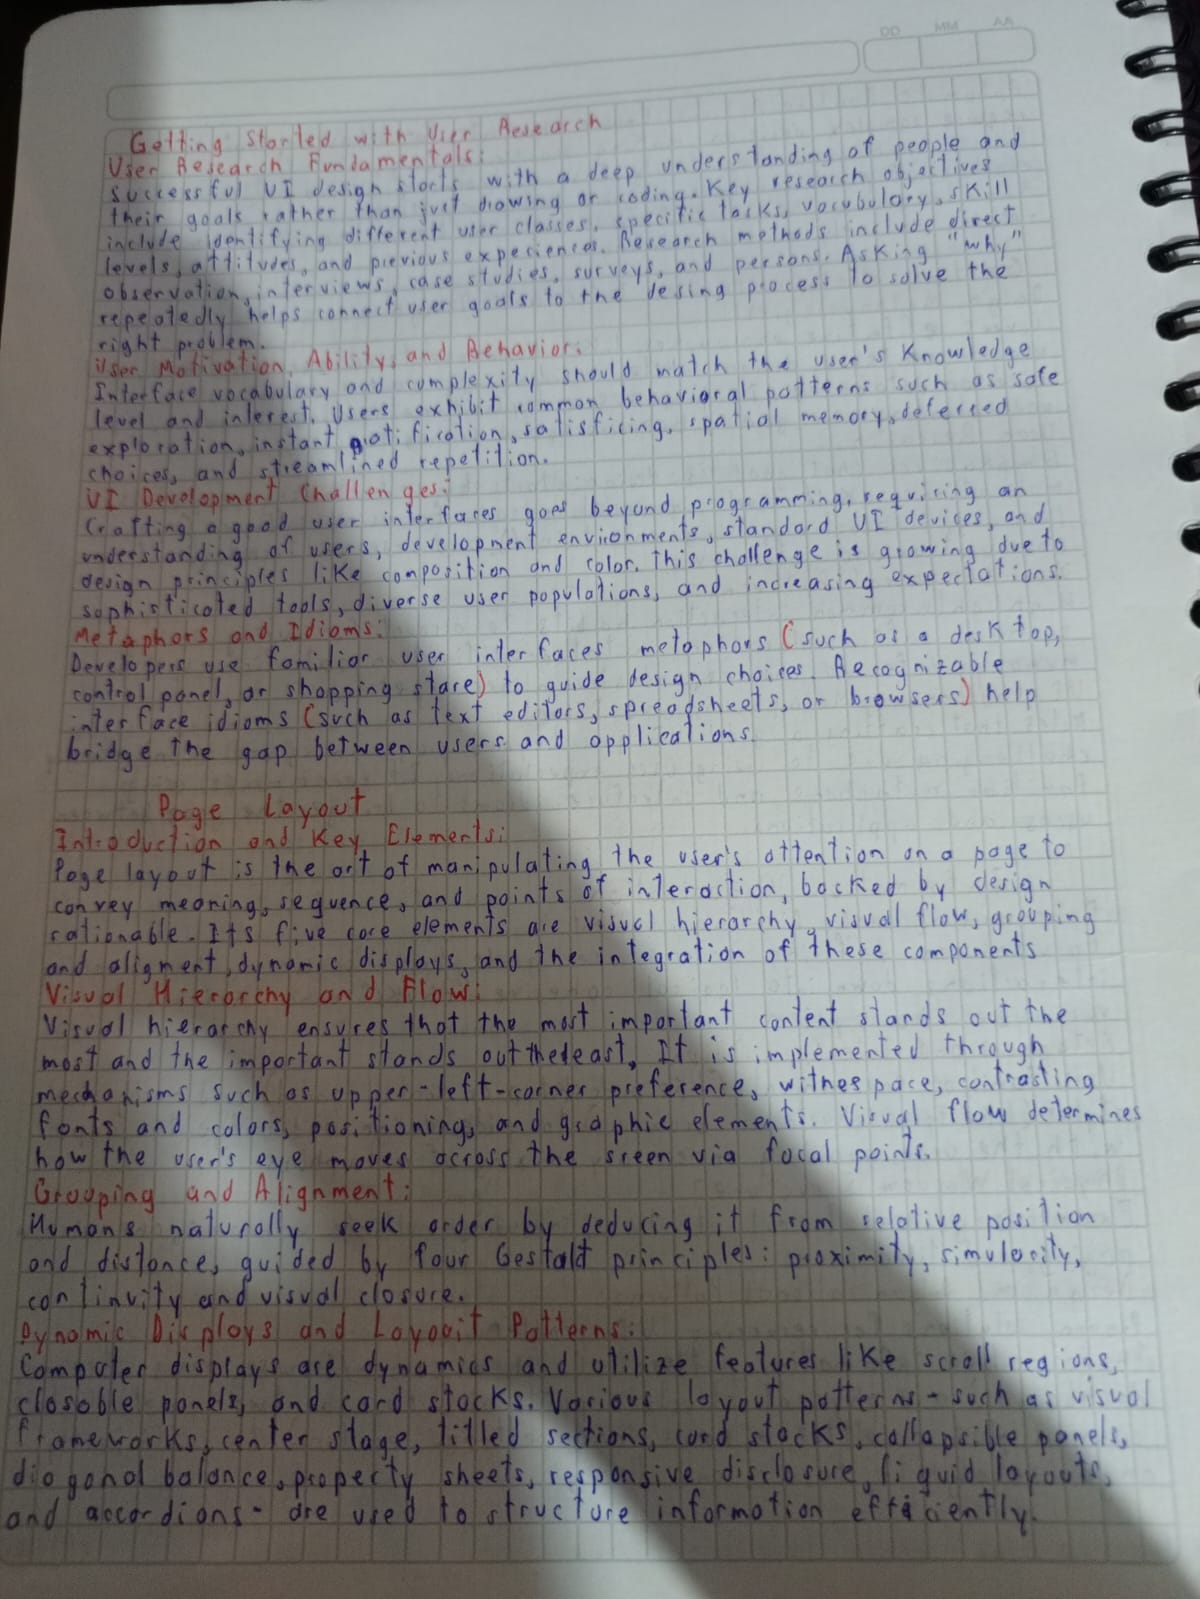 DD MM AA
Getting Started with User Research
User Research Fundamentals:
Successful UI design starts with a deep understanding of people and
their goals rather than just drowing or coding. Key research objectives
include identifying different user classes, specific tasks, vocubulary, skill
levels, attitudes, and previous experiences. Research methods include direct
observation, interviews, case studies, surveys, and persons. Asking "why"
repeatedly helps connect user goals to the desing process to solve the
right problem.
User Motivation, Ability, and Behavior:
Interface vocabulary and complexity should match the user's Knowledge
level and interest. Users exhibit common behavioral patterns such as safe
exploration, instant gotification, satisficing, spatial memory, deferred
choices, and streamlined repetition.
UI Development Challenges:
Crafting a good user interfaces goes beyond programming, requiring an
understanding of users, development environments, standard UI devices, and
design principles like composition and color. This challenge is growing due to
sophisticated tools, diverse user populations, and increasing expectations.
Metaphors and Idioms:
Developers use familiar user interfaces metaphors (such as a desktop,
control panel, or shopping store) to guide design choices. Recognizable
interface idioms (such as text editors, spreadsheets, or browsers) help
bridge the gap between users and applications.
Page Layout
Introduction and Key Elements:
Page layout is the art of manipulating the user's attention on a page to
convey meaning, sequence, and points of interaction, backed by design
rationable. Its five core elements are visual hierarchy, visual flow, grouping
and aligment, dynamic displays, and the integration of these components
Visual Hierarchy and Flow:
Visual hierarchy ensures that the most important content stands out the
most and the important stands out the least. It is implemented through
mechanisms such as upper-left-corner preference, witnespace, contrasting
fonts and colors, positioning, and graphic elements. Visual flow determines
how the user's eye moves across the sreen via focal points.
Grouping and Alignment:
Humans naturally seek order by deducing it from relative position
and distance, guided by four Gestalt principles: proximity, simularity,
continuity and visual closure.
Dynamic Displays and Layout Patterns:
Computer displays are dynamics and utilize features like scroll regions,
closable panels, and card stacks. Various layout patterns - such as visual
frameworks, center stage, titled sections, card stacks, collapsible panels,
diagonal balance, property sheets, responsive disclosure, liquid layouts,
and accordions - are used to structure information efficiently.